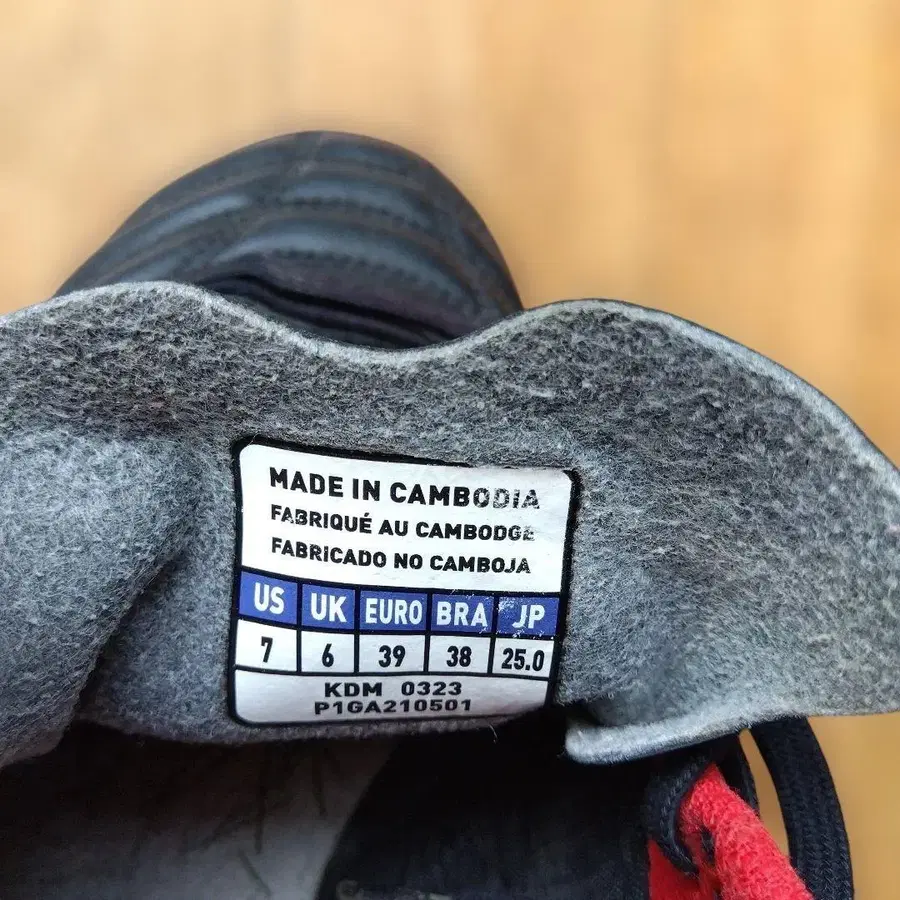 MADE IN CAMBODIA
FABRIQUÉ AU CAMBODGE
FABRICADO NO CAMBOJA
US UK EURO BRA JP
7 6 39 38 25.0
KDM 0323
P1GA210501